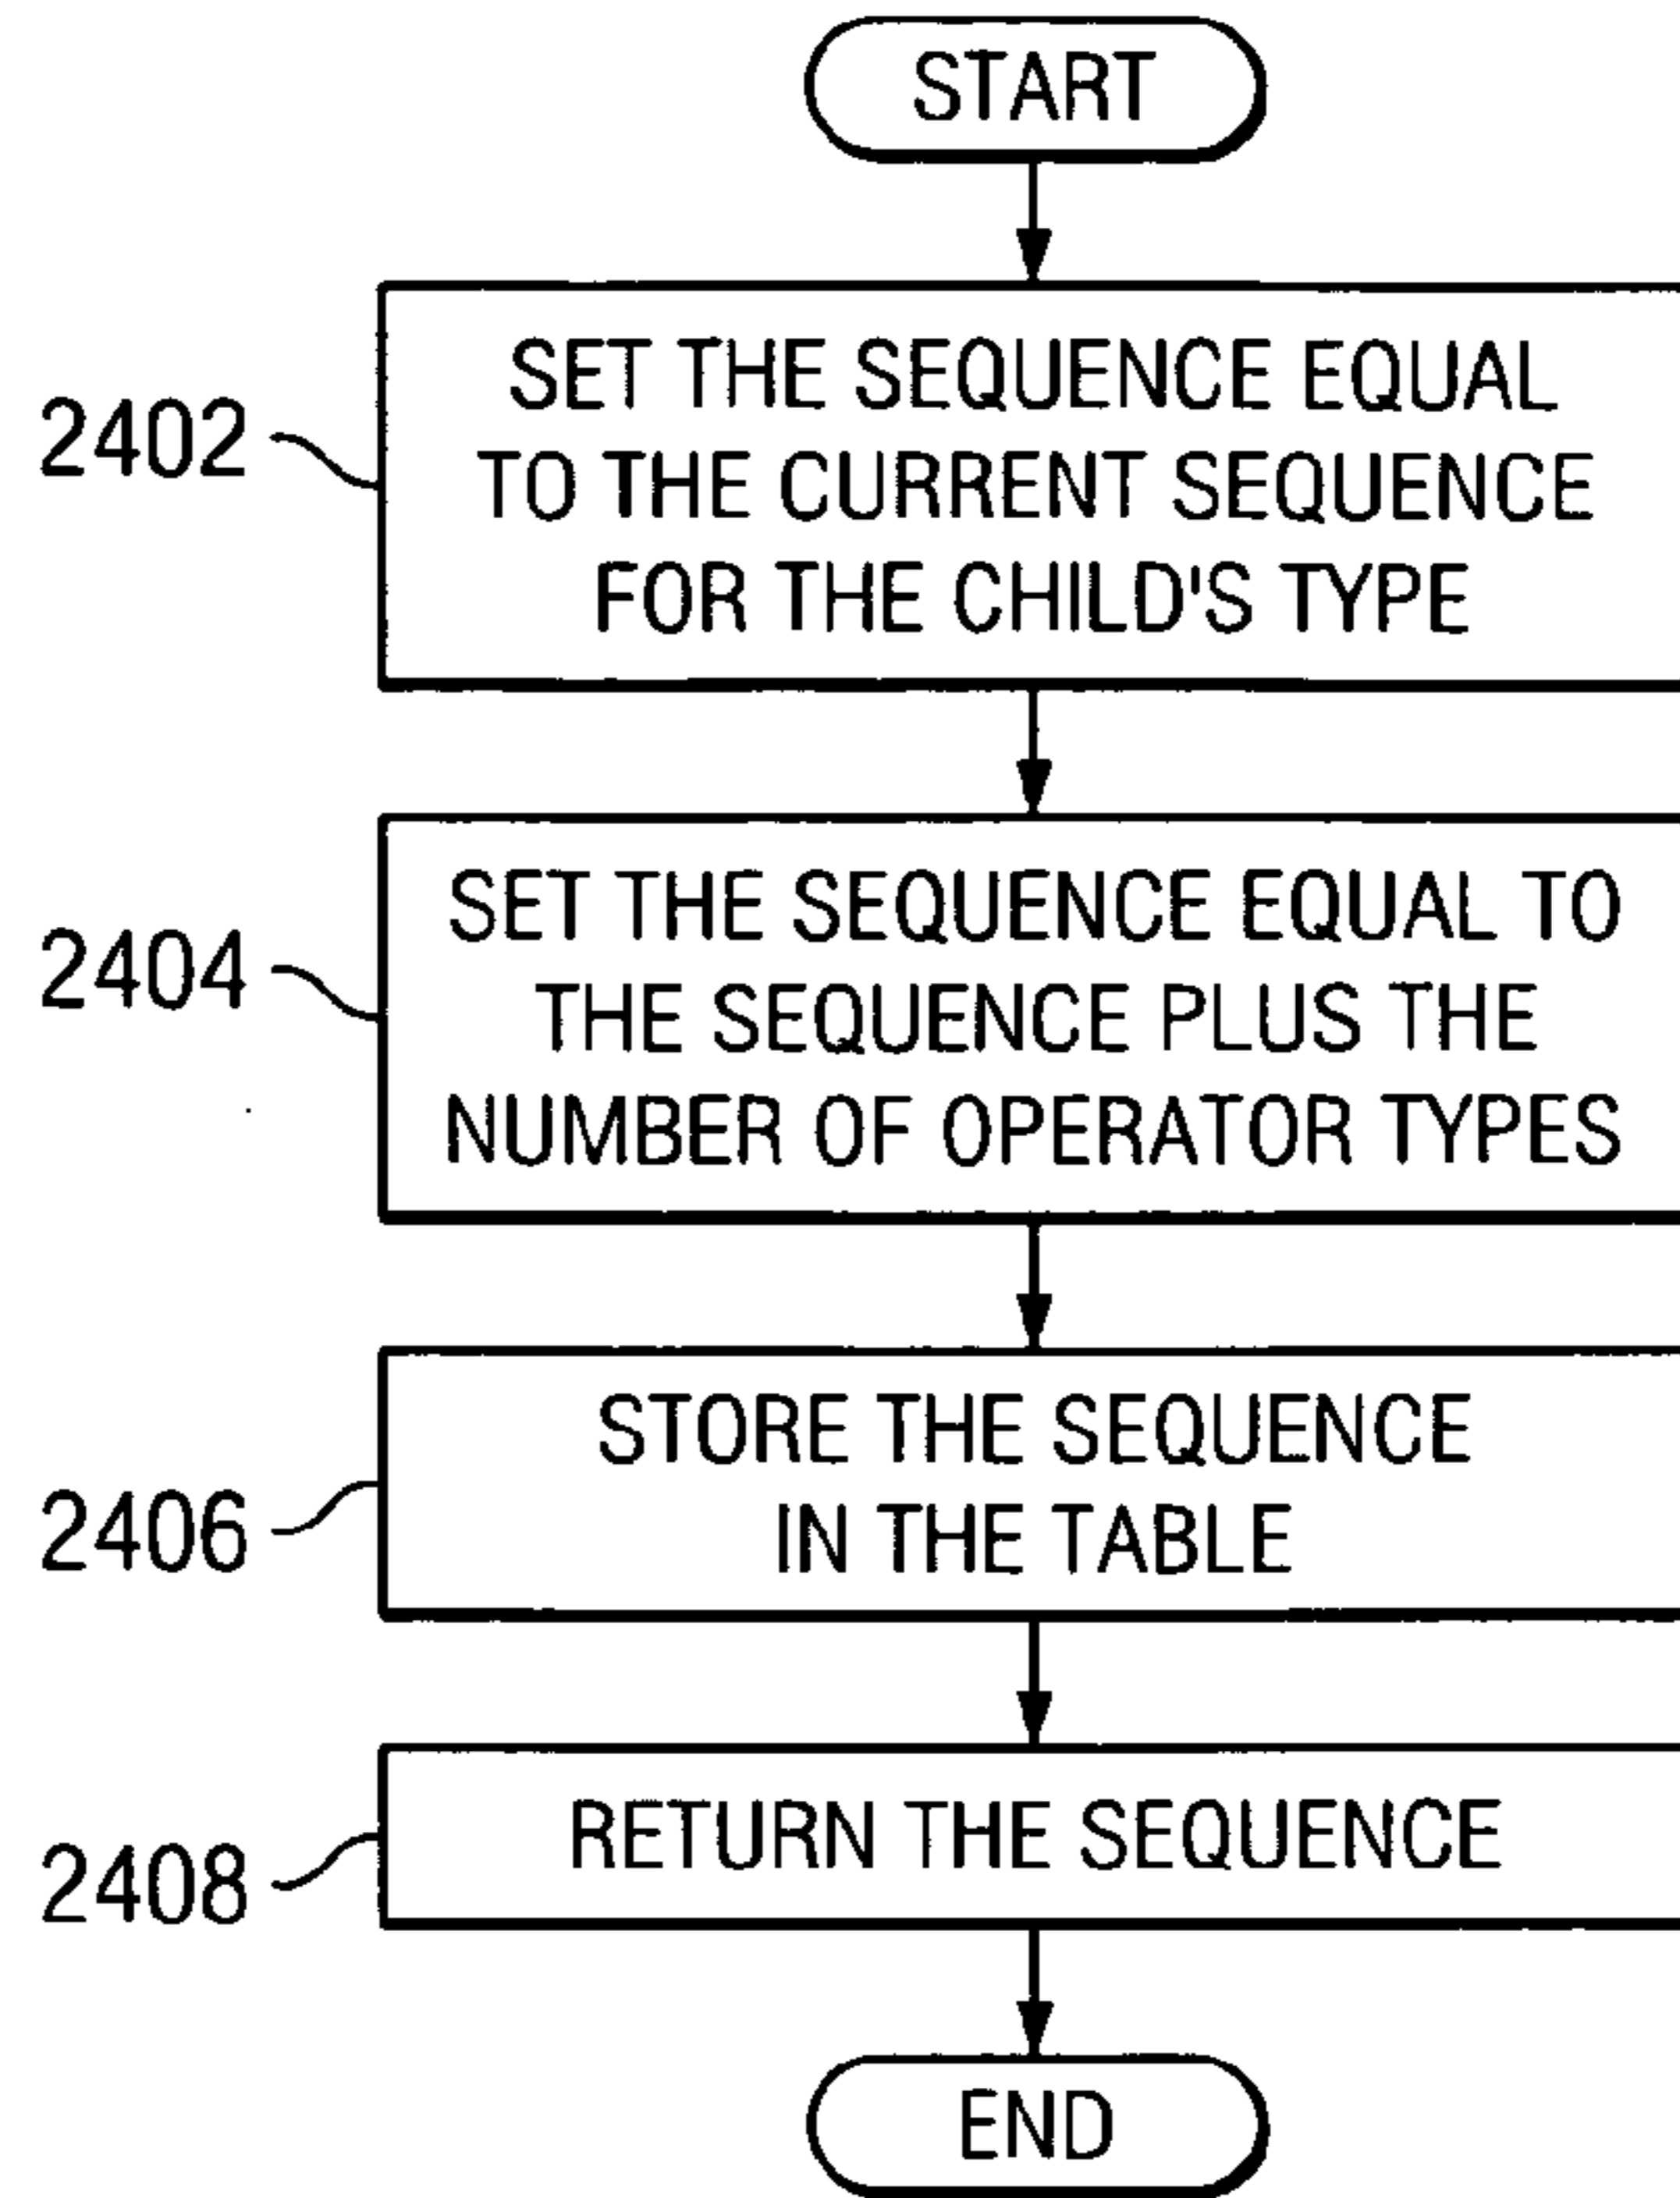 START
2402
SET THE SEQUENCE EQUAL
TO THE CURRENT SEQUENCE
FOR THE CHILD'S TYPE
2404
SET THE SEQUENCE EQUAL TO
THE SEQUENCE PLUS THE
NUMBER OF OPERATOR TYPES
2406
STORE THE SEQUENCE
IN THE TABLE
2408
RETURN THE SEQUENCE
END